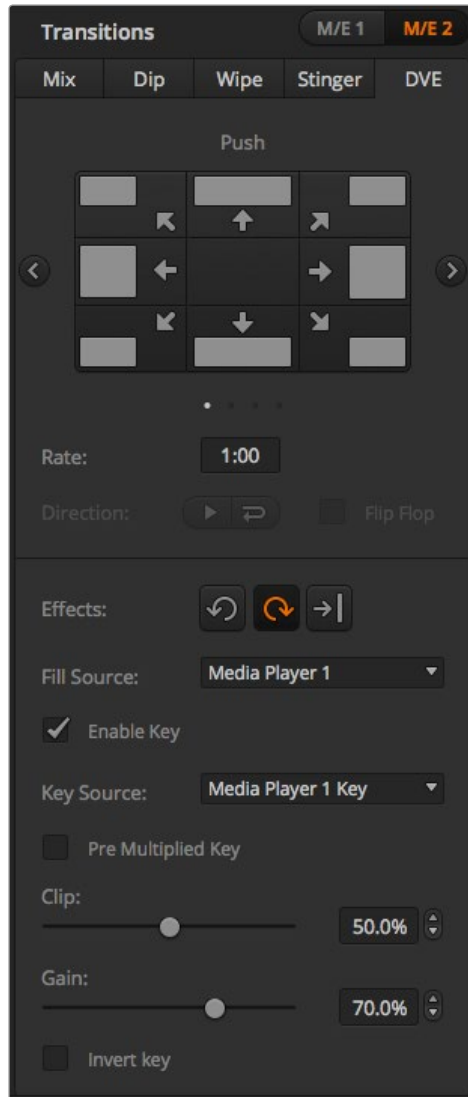 Transitions M/E 1 M/E 2
Mix Dip Wipe Stinger DVE
Push
Rate: 1:00
Direction: Flip Flop
Effects:
Fill Source: Media Player 1
Enable Key
Key Source: Media Player 1 Key
Pre Multiplied Key
Clip:
50.0%
Gain:
70.0%
Invert key